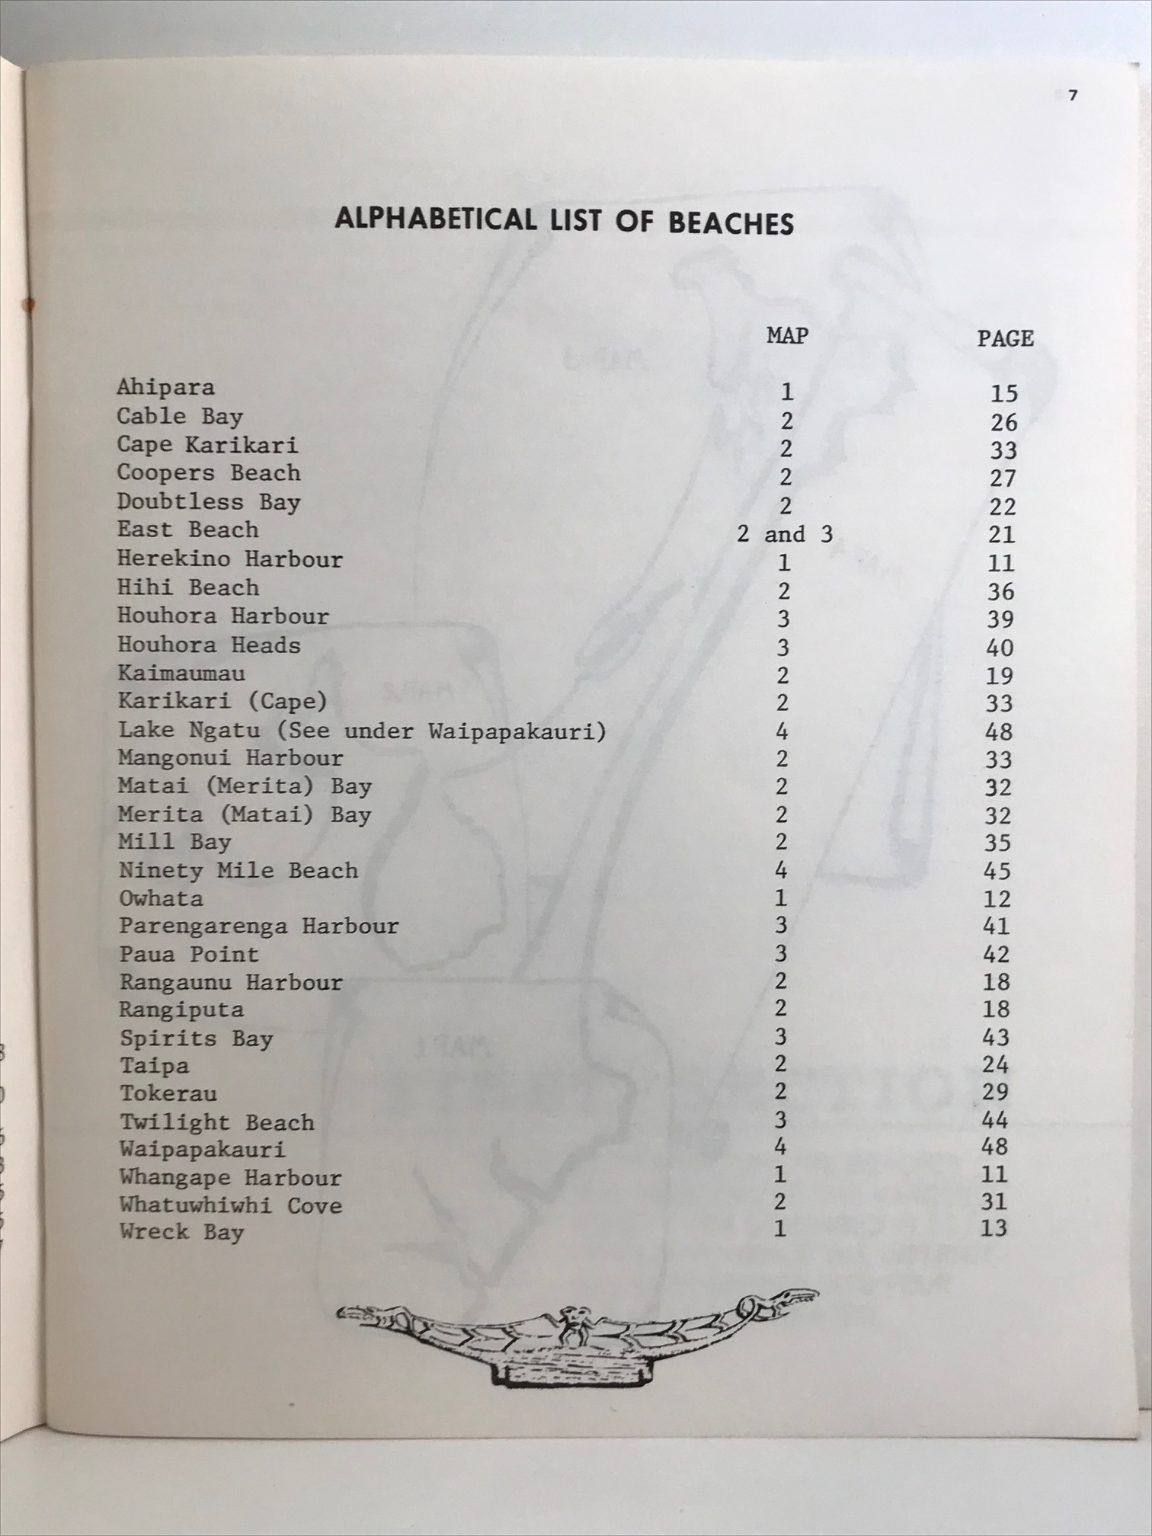 7
ALPHABETICAL LIST OF BEACHES
MAP PAGE
Ahipara 1 15
Cable Bay 2 26
Cape Karikari 2 33
Coopers Beach 2 27
Doubtless Bay 2 22
East Beach 2 and 3 21
Herekino Harbour 1 11
Hihi Beach 2 36
Houhora Harbour 3 39
Houhora Heads 3 40
Kaimaumau 2 19
Karikari (Cape) 2 33
Lake Ngatu (See under Waipapakauri) 4 48
Mangonui Harbour 2 33
Matai (Merita) Bay 2 32
Merita (Matai) Bay 2 32
Mill Bay 2 35
Ninety Mile Beach 4 45
Owhata 1 12
Parengarenga Harbour 3 41
Paua Point 3 42
Rangaunu Harbour 2 18
Rangiputa 2 18
Spirits Bay 3 43
Taipa 2 24
Tokerau 2 29
Twilight Beach 3 44
Waipapakauri 4 48
Whangape Harbour 1 11
Whatuwhiwhi Cove 2 31
Wreck Bay 1 13